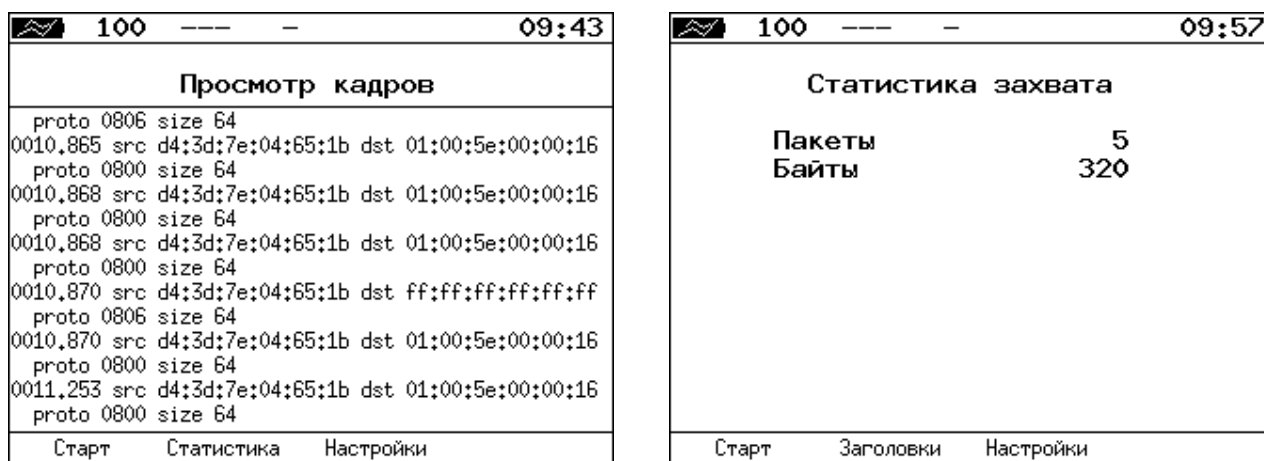 100 --- – 09:43
Просмотр кадров
proto 0806 size 64
0010.865 src d4:3d:7e:04:65:1b dst 01:00:5e:00:00:16
proto 0800 size 64
0010.868 src d4:3d:7e:04:65:1b dst 01:00:5e:00:00:16
proto 0800 size 64
0010.868 src d4:3d:7e:04:65:1b dst 01:00:5e:00:00:16
proto 0800 size 64
0010.870 src d4:3d:7e:04:65:1b dst ff:ff:ff:ff:ff:ff
proto 0806 size 64
0010.870 src d4:3d:7e:04:65:1b dst 01:00:5e:00:00:16
proto 0800 size 64
0011.253 src d4:3d:7e:04:65:1b dst 01:00:5e:00:00:16
proto 0800 size 64
Старт Статистика Настройки
100 --- – 09:57
Статистика захвата
Пакеты 5
Байты 320
Старт Заголовки Настройки